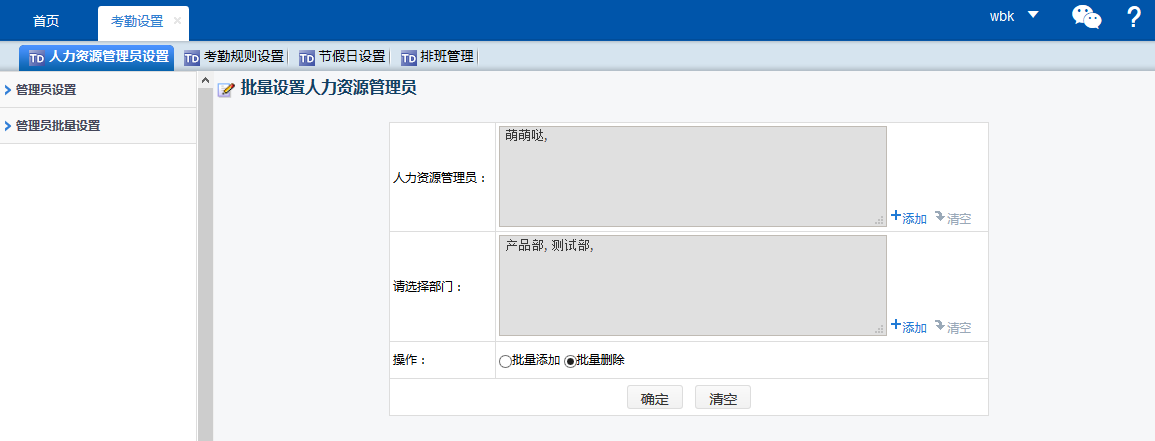 首页
考勤设置 ×
wbk
?
TD 人力资源管理员设置
TD 考勤规则设置
TD 节假日设置
TD 排班管理
管理员设置
管理员批量设置
批量设置人力资源管理员
人力资源管理员：
萌萌哒,
添加 清空
请选择部门：
产品部, 测试部,
添加 清空
操作：
批量添加 批量删除
确定 清空